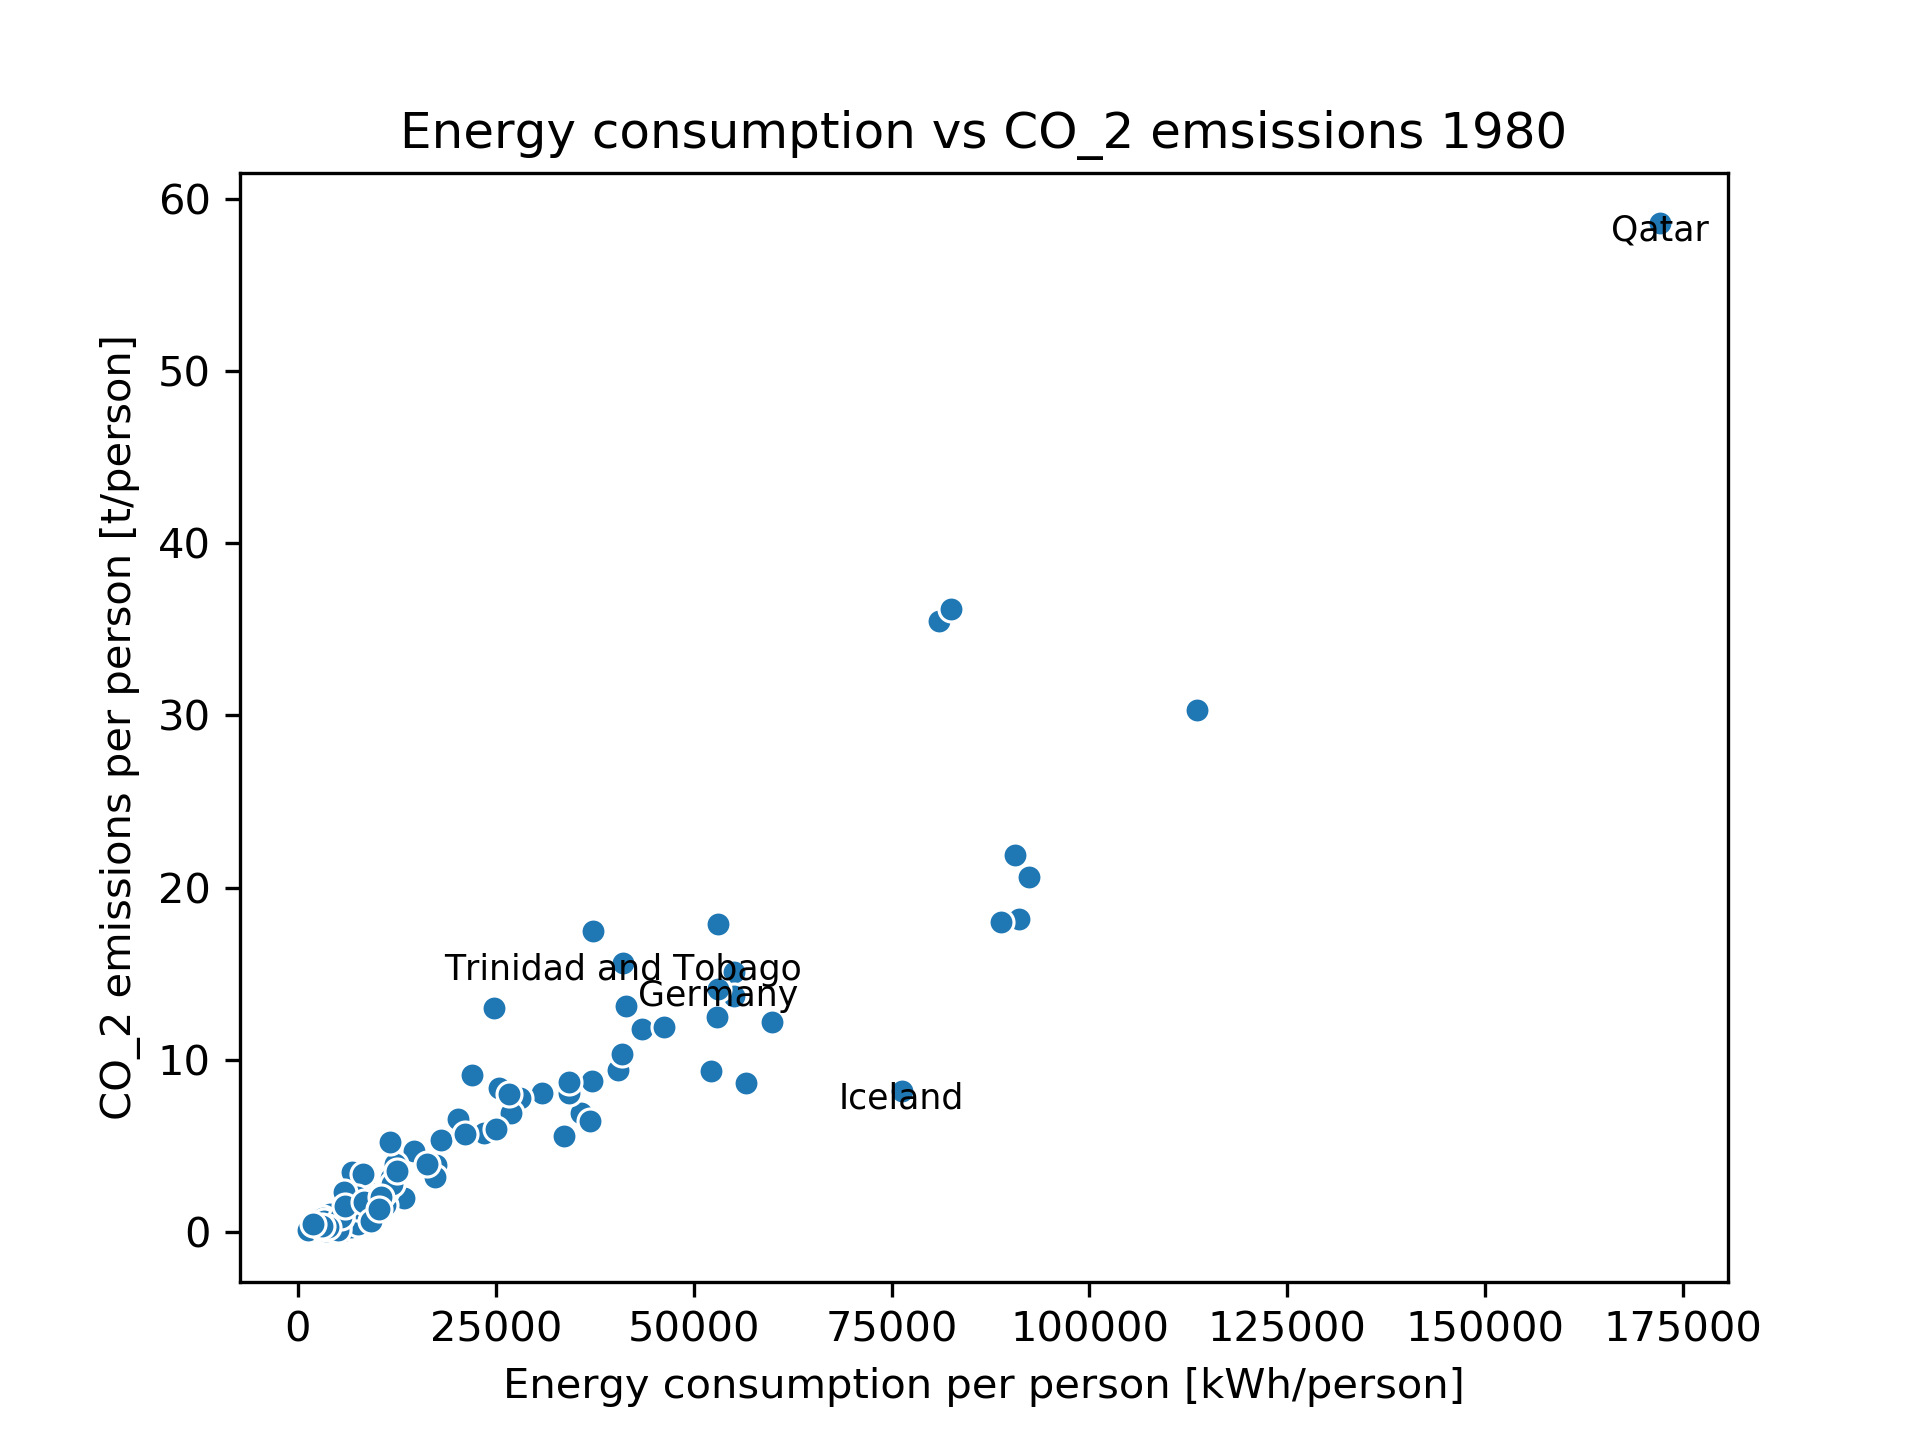 Energy consumption vs CO_2 emsissions 1980
60
50
40
30
20
10
0
CO_2 emissions per person [t/person]
Qatar
Trinidad and Tobago
Germany
Iceland
0 25000 50000 75000 100000 125000 150000 175000
Energy consumption per person [kWh/person]